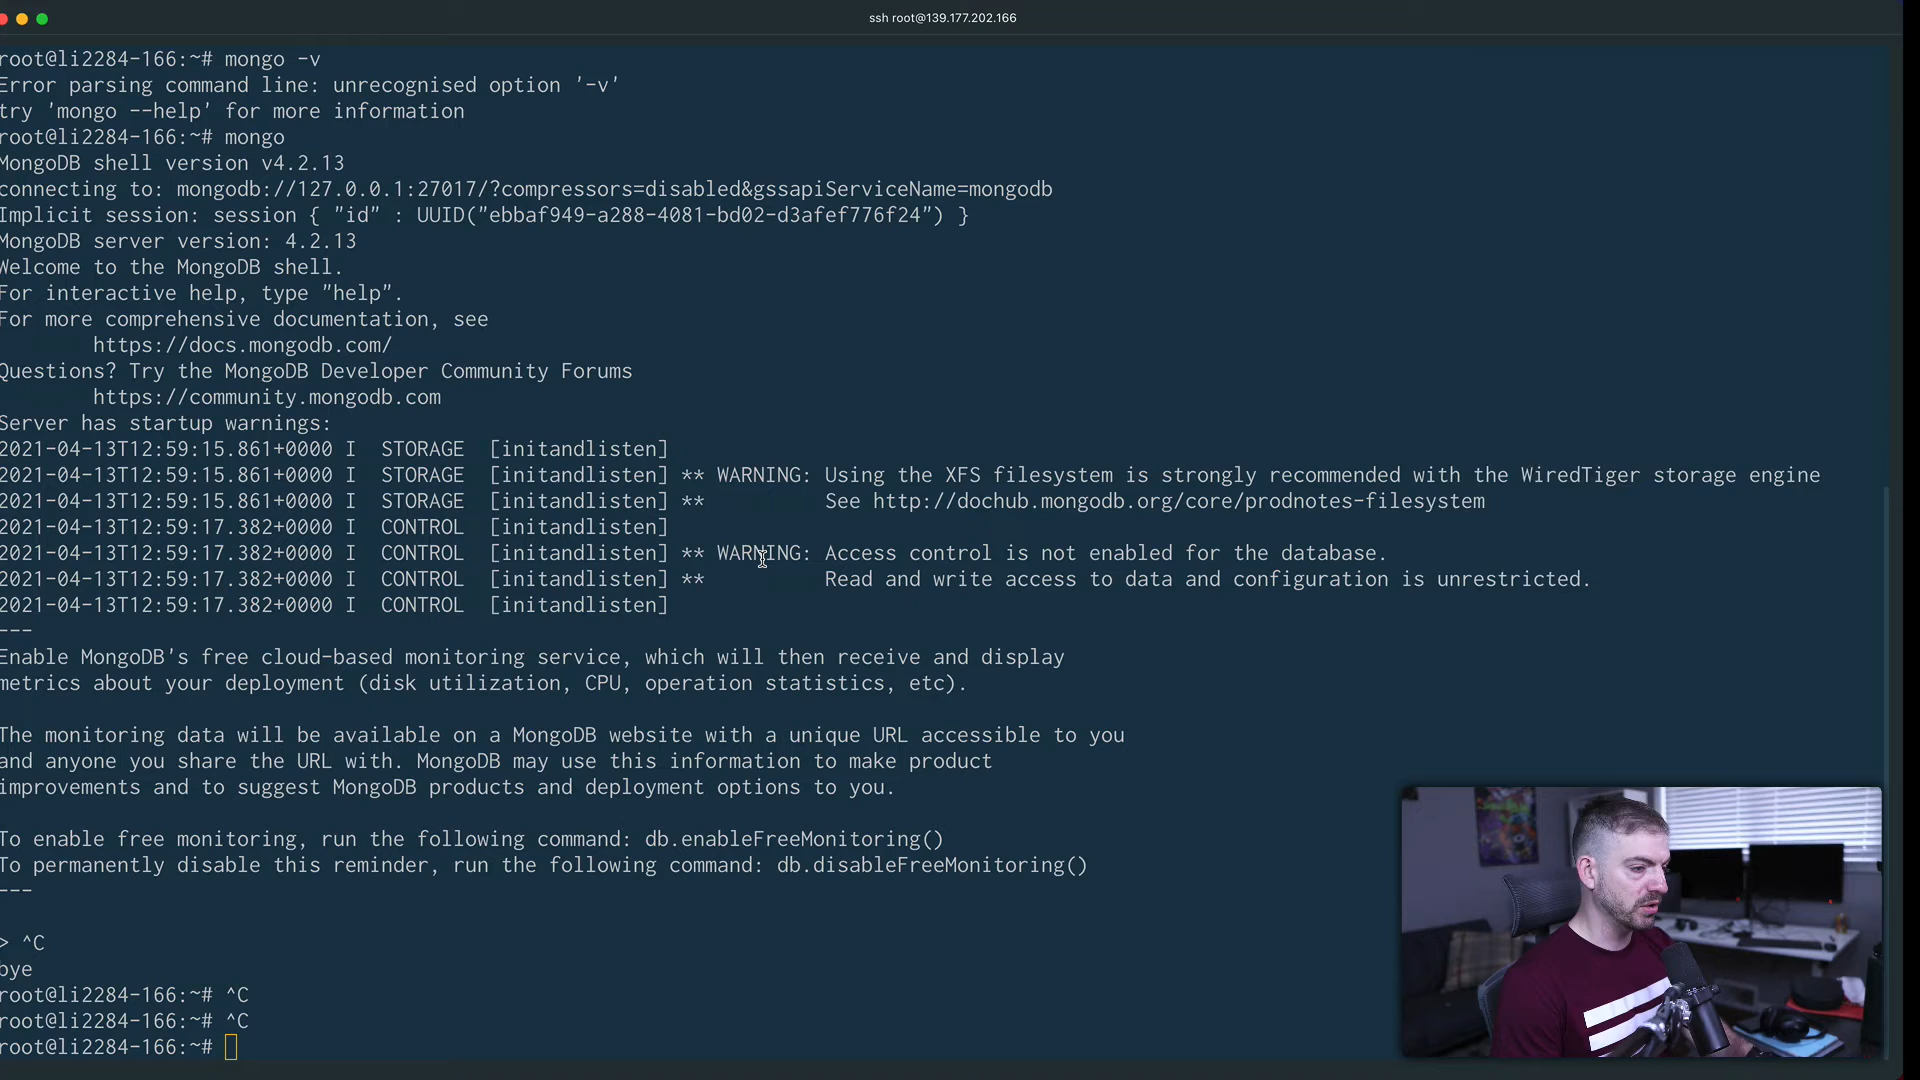 ssh root@139.177.202.166
root@li2284-166:~# mongo -v
Error parsing command line: unrecognised option '-v'
try 'mongo --help' for more information
root@li2284-166:~# mongo
MongoDB shell version v4.2.13
connecting to: mongodb://127.0.0.1:27017/?compressors=disabled&gssapiServiceName=mongodb
Implicit session: session { "id" : UUID("ebbaf949-a288-4081-bd02-d3afef776f24") }
MongoDB server version: 4.2.13
Welcome to the MongoDB shell.
For interactive help, type "help".
For more comprehensive documentation, see
https://docs.mongodb.com/
Questions? Try the MongoDB Developer Community Forums
https://community.mongodb.com
Server has startup warnings:
2021-04-13T12:59:15.861+0000 I  STORAGE  [initandlisten]
2021-04-13T12:59:15.861+0000 I  STORAGE  [initandlisten] ** WARNING: Using the XFS filesystem is strongly recommended with the WiredTiger storage engine
2021-04-13T12:59:15.861+0000 I  STORAGE  [initandlisten] **          See http://dochub.mongodb.org/core/prodnotes-filesystem
2021-04-13T12:59:17.382+0000 I  CONTROL  [initandlisten]
2021-04-13T12:59:17.382+0000 I  CONTROL  [initandlisten] ** WARNING: Access control is not enabled for the database.
2021-04-13T12:59:17.382+0000 I  CONTROL  [initandlisten] **          Read and write access to data and configuration is unrestricted.
2021-04-13T12:59:17.382+0000 I  CONTROL  [initandlisten]
---
Enable MongoDB's free cloud-based monitoring service, which will then receive and display
metrics about your deployment (disk utilization, CPU, operation statistics, etc).
The monitoring data will be available on a MongoDB website with a unique URL accessible to you
and anyone you share the URL with. MongoDB may use this information to make product
improvements and to suggest MongoDB products and deployment options to you.
To enable free monitoring, run the following command: db.enableFreeMonitoring()
To permanently disable this reminder, run the following command: db.disableFreeMonitoring()
---
> ^C
bye
root@li2284-166:~# ^C
root@li2284-166:~# ^C
root@li2284-166:~#